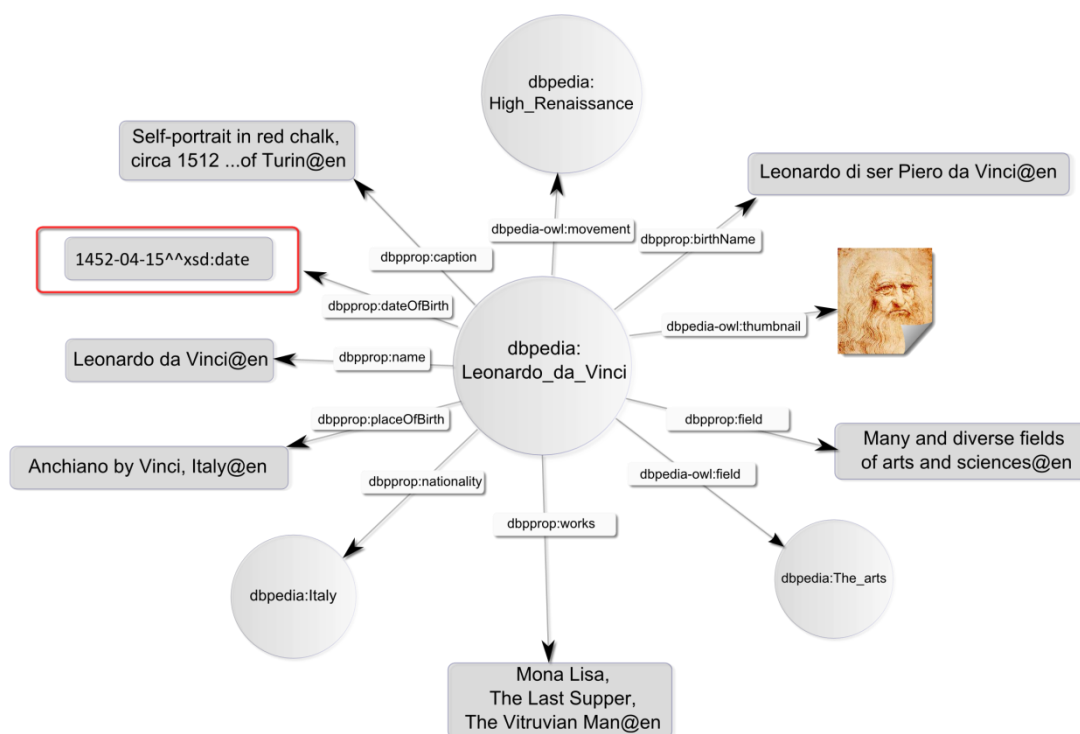 dbpedia:
High_Renaissance
Self-portrait in red chalk,
circa 1512 ...of Turin@en
Leonardo di ser Piero da Vinci@en
dbpedia-owl:movement
dbpprop:birthName
dbpprop:caption
1452-04-15^^xsd:date
dbpprop:dateOfBirth
dbpedia-owl:thumbnail
dbpedia:
Leonardo_da_Vinci
Leonardo da Vinci@en
dbpprop:name
dbpprop:placeOfBirth
dbpprop:field
Many and diverse fields
of arts and sciences@en
Anchiano by Vinci, Italy@en
dbpprop:nationality
dbpedia-owl:field
dbpprop:works
dbpedia:The_arts
dbpedia:Italy
Mona Lisa,
The Last Supper,
The Vitruvian Man@en